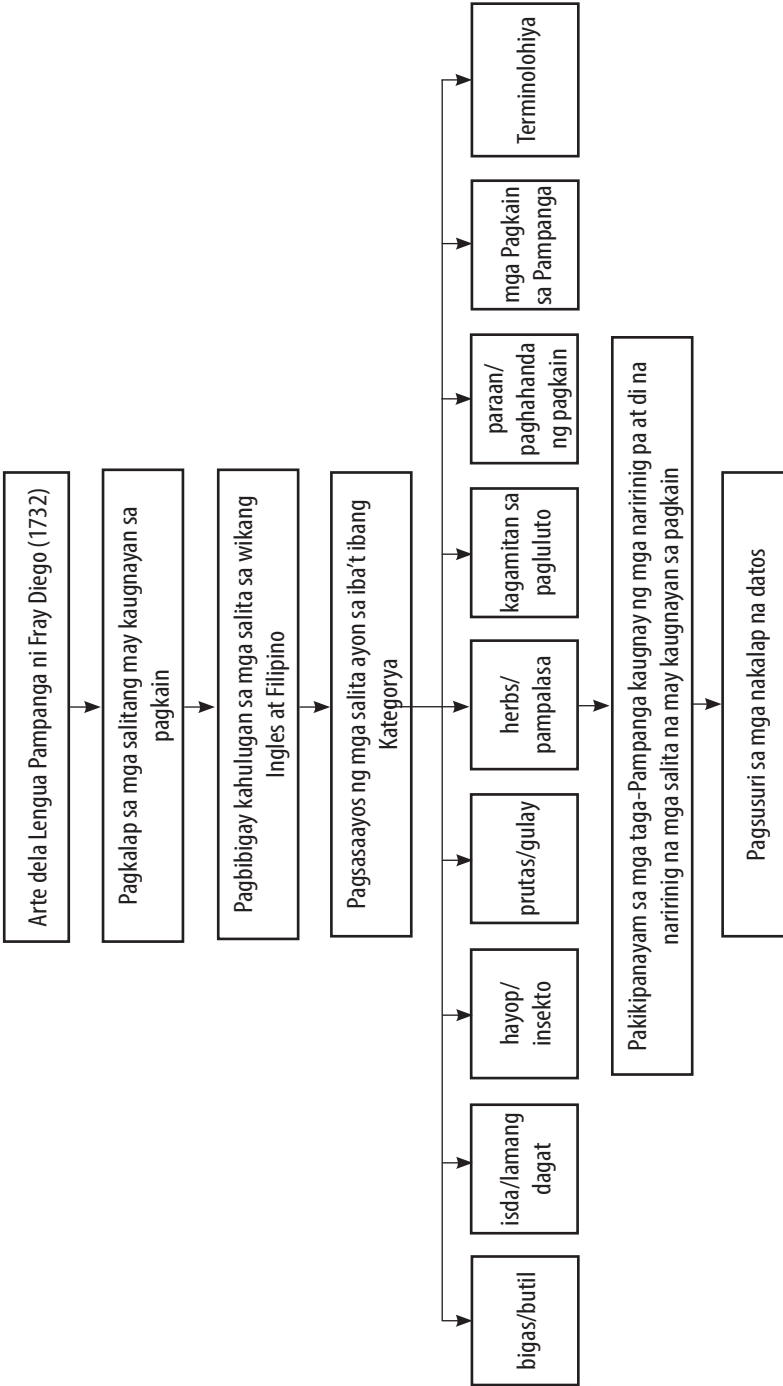 Arte dela Lengua Pampanga ni Fray Diego (1732)
Pagkalap sa mga salitang may kaugnayan sa
pagkain
Pagbibigay kahulugan sa mga salita sa wikang
Ingles at Filipino
Pagsasaayos ng mga salita ayon sa iba’t ibang
Kategorya
bigas/butil
isda/lamang
dagat
hayop/
insekto
prutas/gulay
herbs/
pampalasa
kagamitan sa
pagluluto
paraan/
paghahanda
ng pagkain
mga Pagkain
sa Pampanga
Terminolohiya
Pakikipanayam sa mga taga-Pampanga kaugnay ng mga naririnig pa at di na
naririnig na mga salita na may kaugnayan sa pagkain
Pagsusuri sa mga nakalap na datos